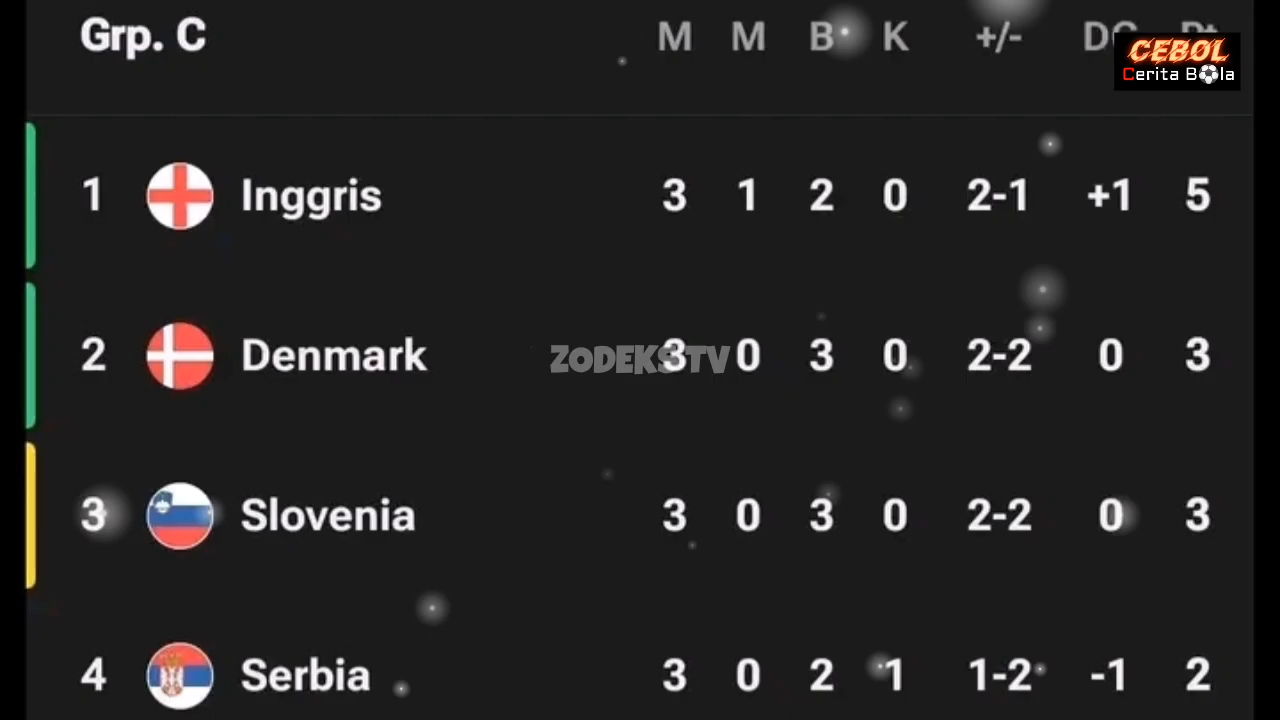 Grp. C M M B K +/- DG Pt
CEBOL
Cerita Bola
1 Inggris 3 1 2 0 2-1 +1 5
2 Denmark 3 0 3 0 2-2 0 3
ZODEKSTV
3 Slovenia 3 0 3 0 2-2 0 3
4 Serbia 3 0 2 1 1-2 -1 2